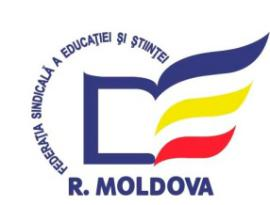 FEDERAȚIA SINDICALĂ A EDUCAȚIEI ȘI ȘTIINȚEI
R. MOLDOVA